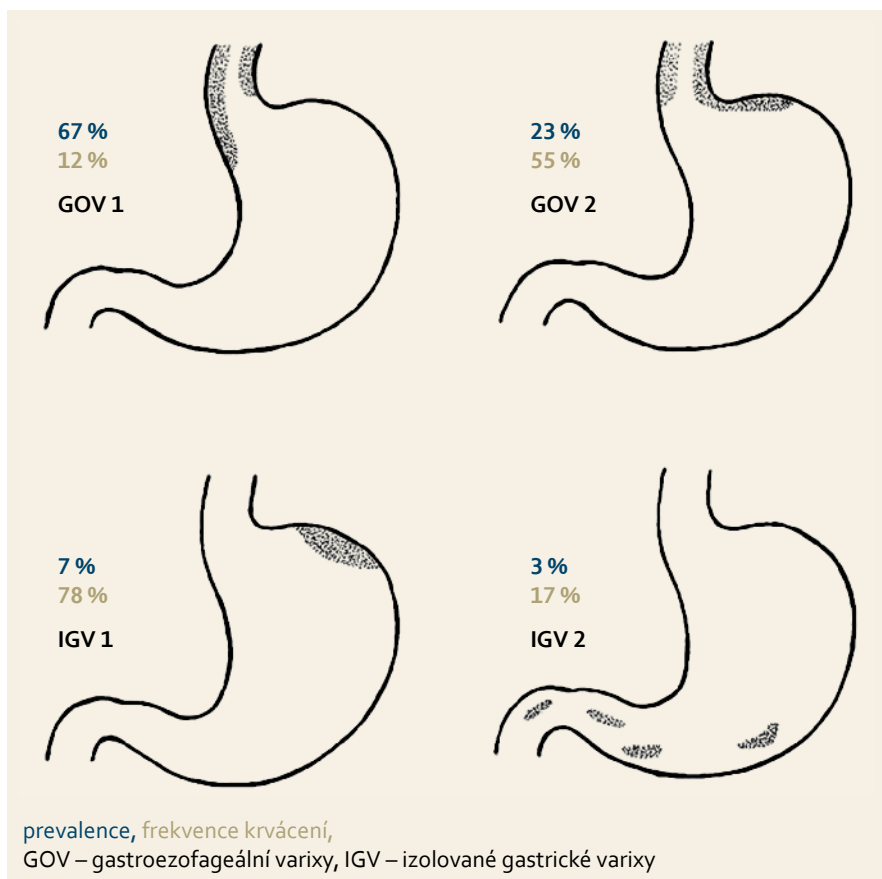 67 %
12 %
GOV 1
23 %
55 %
GOV 2
7 %
78 %
IGV 1
3 %
17 %
IGV 2
prevalence, frekvence krvácení,
GOV – gastroezofageální varixy, IGV – izolované gastrické varixy